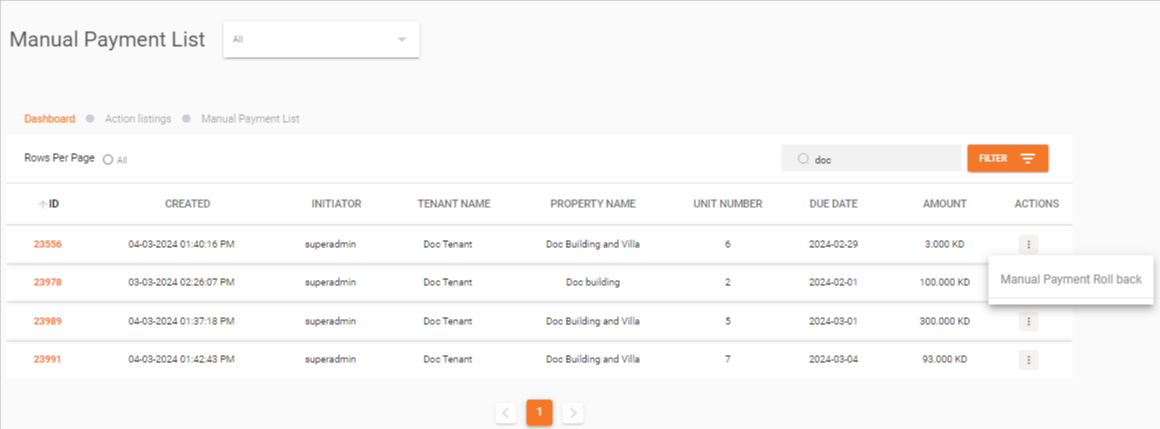 Manual Payment List All
Dashboard Action listings Manual Payment List
Rows Per Page All doc FILTER
ID CREATED INITIATOR TENANT NAME PROPERTY NAME UNIT NUMBER DUE DATE AMOUNT ACTIONS
23556 04-03-2024 01:40:16 PM superadmin Doc Tenant Doc Building and Villa 6 2024-02-29 3.000 KD
Manual Payment Roll back
23978 03-03-2024 02:26:07 PM superadmin Doc Tenant Doc building 2 2024-02-01 100.000 KD
23989 04-03-2024 01:37:18 PM superadmin Doc Tenant Doc Building and Villa 5 2024-03-01 300.000 KD
23991 04-03-2024 01:42:43 PM superadmin Doc Tenant Doc Building and Villa 7 2024-03-04 93.000 KD
1